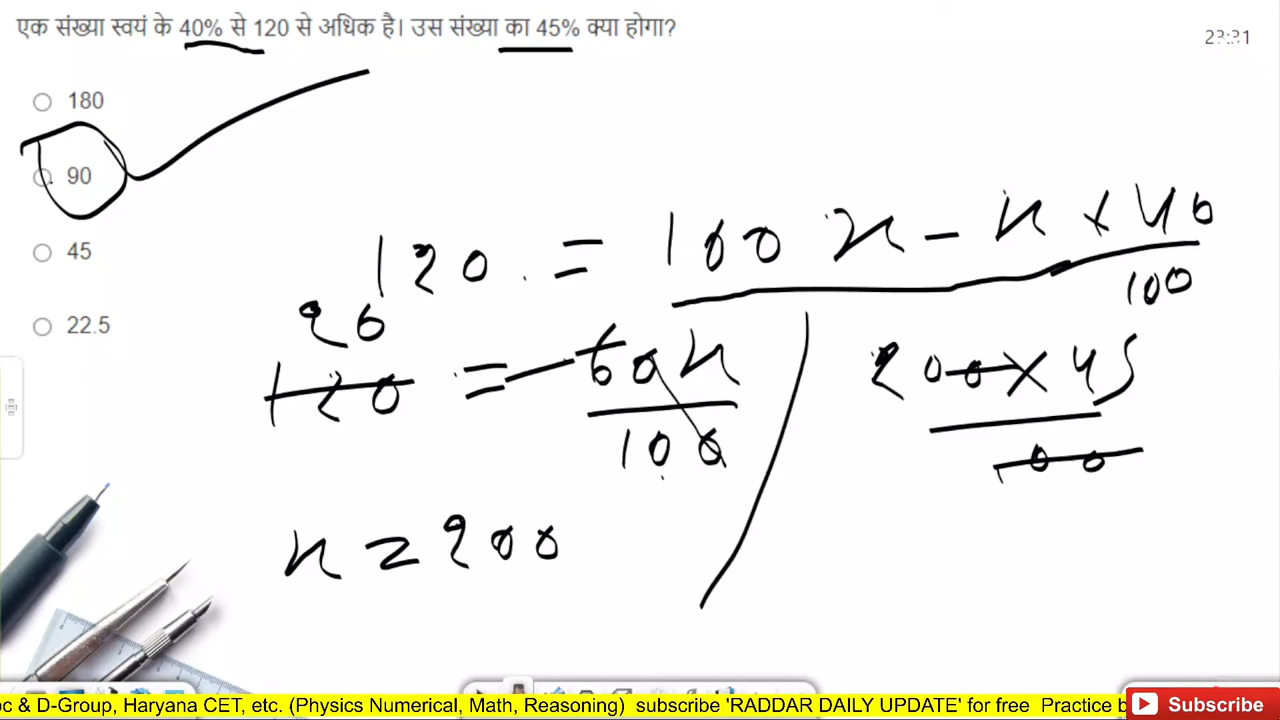 एक संख्या स्वयं के 40% से 120 से अधिक है। उस संख्या का 45% क्या होगा?
180
90
45
22.5
120 = 100x - x × 40
100
20
120 = 60x
100
200 × 45
100
x = 200
oc & D-Group, Haryana CET, etc. (Physics Numerical, Math, Reasoning) subscribe 'RADDAR DAILY UPDATE' for free Practice b
Subscribe